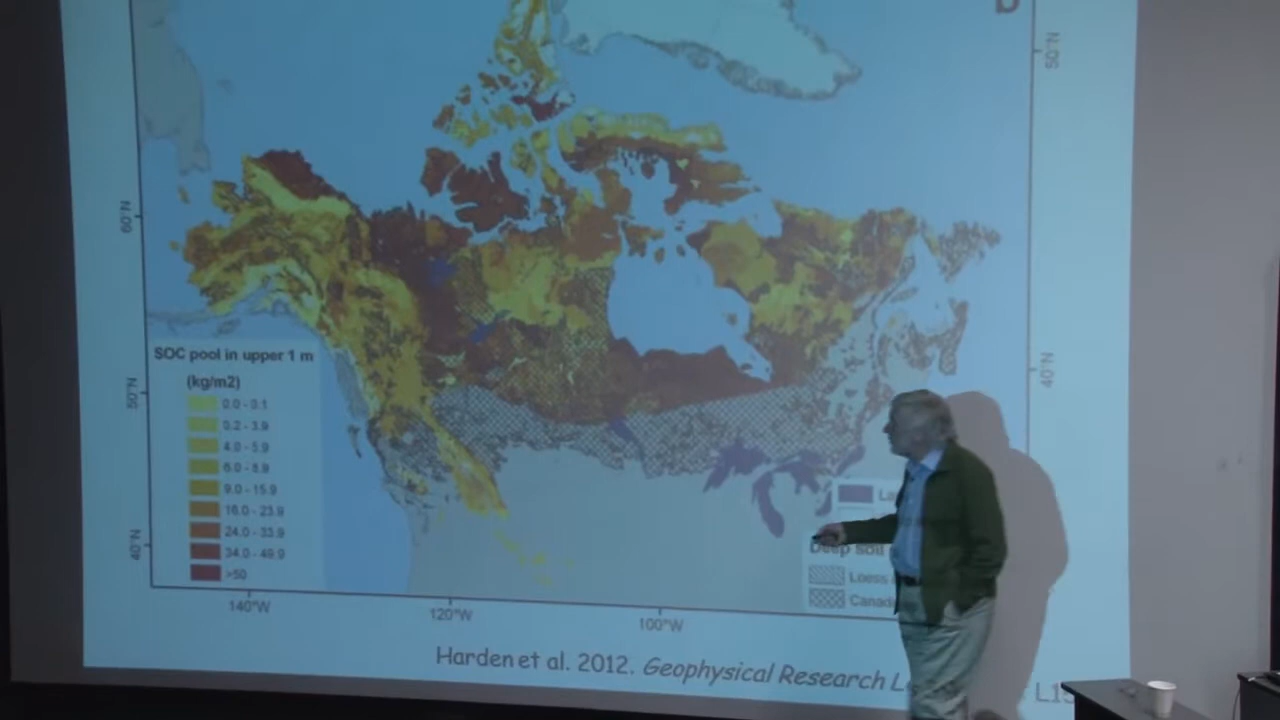 50°N
60°N
40°N
50°N
40°N
SOC pool in upper 1 m
(kg/m2)
0.0 - 0.1
0.2 - 3.9
4.0 - 5.9
6.0 - 8.9
9.0 - 15.9
16.0 - 23.9
24.0 - 33.9
34.0 - 49.9
>50
Deep soil
Loess
140°W
120°W
100°W
Harden et al. 2012. Geophysical Research